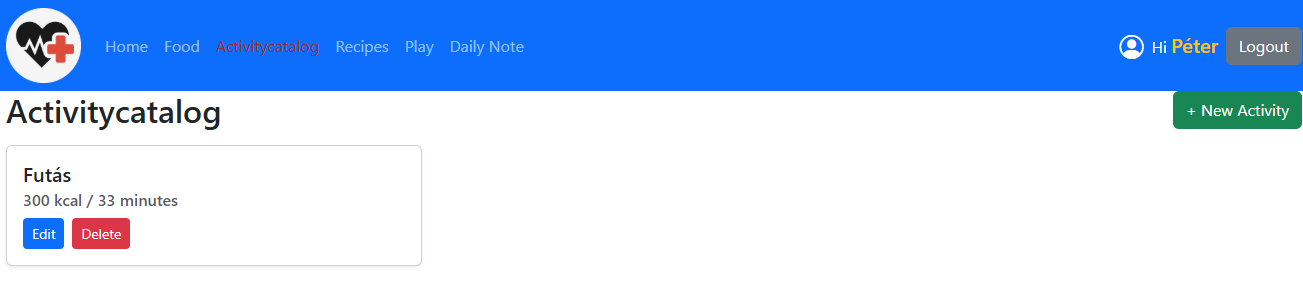 Home Food Activitycatalog Recipes Play Daily Note Hi Péter Logout
Activitycatalog + New Activity
Futás
300 kcal / 33 minutes
Edit Delete